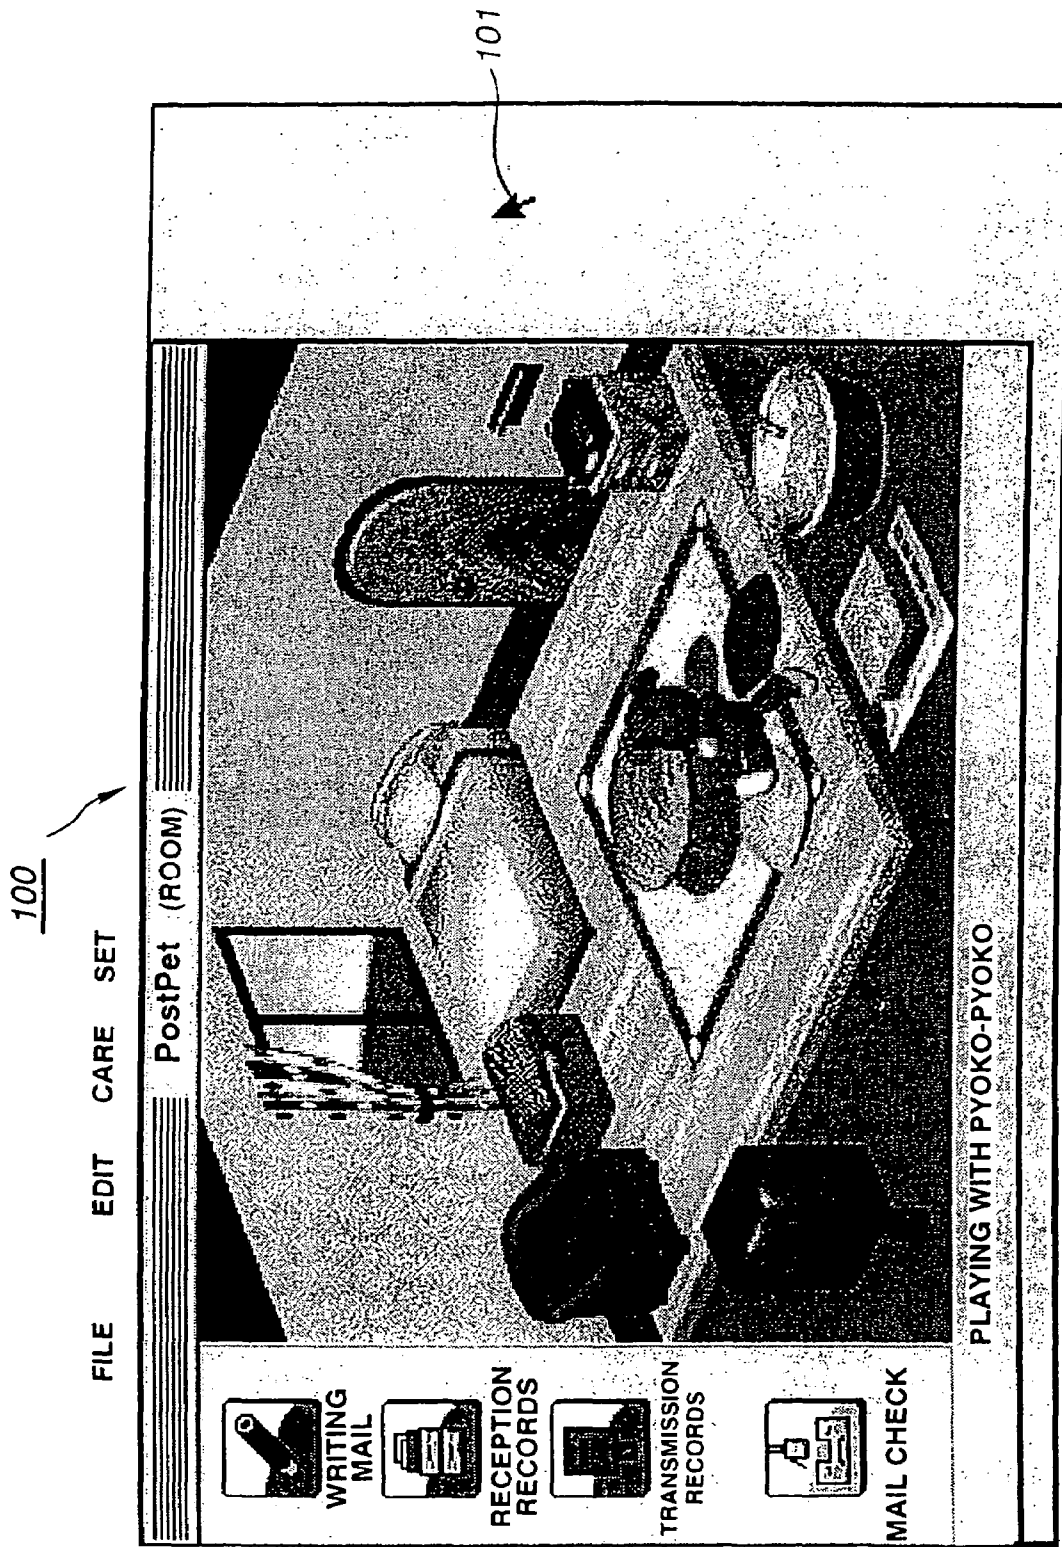 100
101
FILE EDIT CARE SET
PostPet (ROOM)
WRITING
MAIL
RECEPTION
RECORDS
TRANSMISSION
RECORDS
MAIL CHECK
PLAYING WITH PYOKO-PYOKO